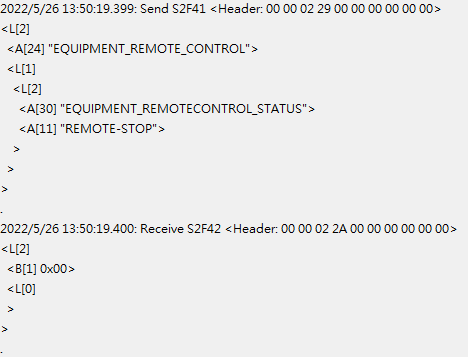 2022/5/26 13:50:19.399: Send S2F41 <Header: 00 00 02 29 00 00 00 00 00 00>
<L[2]
<A[24] "EQUIPMENT_REMOTE_CONTROL">
<L[1]
<L[2]
<A[30] "EQUIPMENT_REMOTECONTROL_STATUS">
<A[11] "REMOTE-STOP">
>
>
>
.
2022/5/26 13:50:19.400: Receive S2F42 <Header: 00 00 02 2A 00 00 00 00 00 00>
<L[2]
<B[1] 0x00>
<L[0]
>
>
.